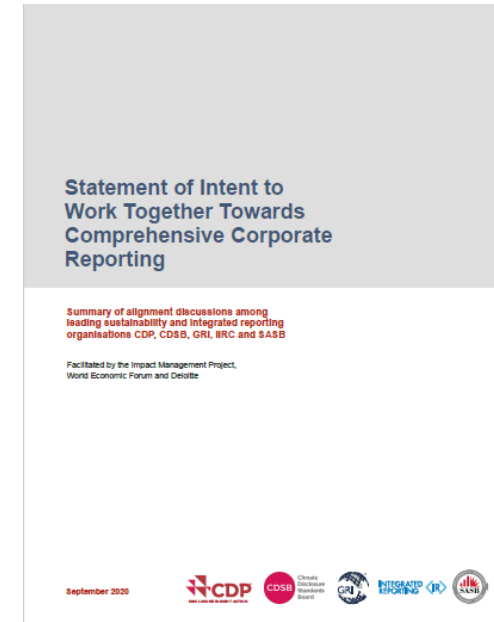 Statement of Intent to
Work Together Towards
Comprehensive Corporate
Reporting
Summary of alignment discussions among
leading sustainability and integrated reporting
organisations CDP, CDSB, GRI, IIRC and SASB
Facilitated by the Impact Management Project,
World Economic Forum and Deloitte
September 2020
CDP
CDSB
Climate
Disclosure
Standards
Board
GRI
INTEGRATED
REPORTING
<IR>
SASB